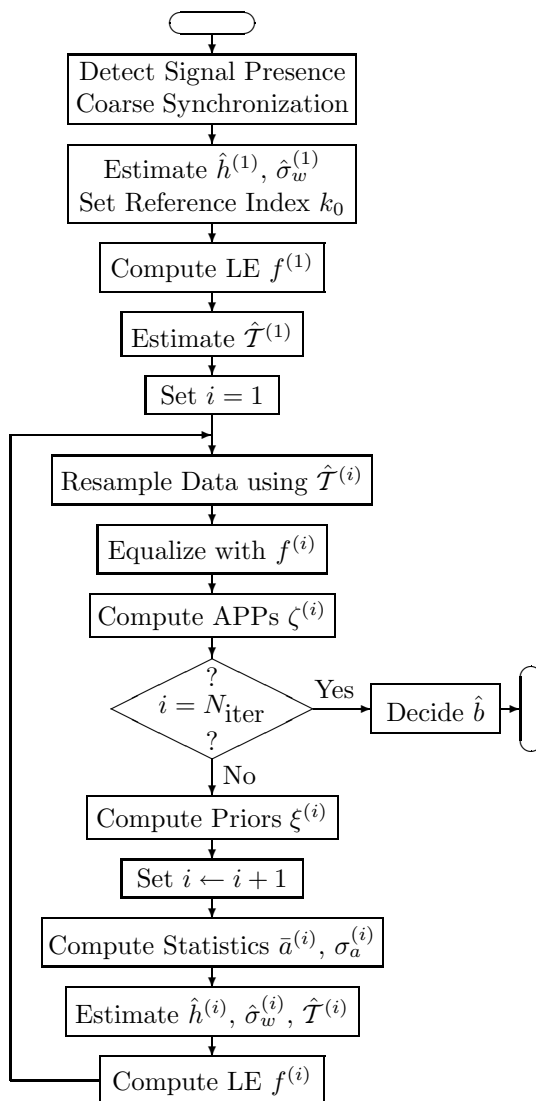 Detect Signal Presence
Coarse Synchronization
Estimate ĥ⁽¹⁾, σ̂_w⁽¹⁾
Set Reference Index k₀
Compute LE f⁽¹⁾
Estimate 𝒯̂⁽¹⁾
Set i = 1
Resample Data using 𝒯̂⁽ⁱ⁾
Equalize with f⁽ⁱ⁾
Compute APPs ζ⁽ⁱ⁾
?
i = N_iter
?
Yes
Decide b̂
No
Compute Priors ξ⁽ⁱ⁾
Set i ← i + 1
Compute Statistics ā⁽ⁱ⁾, σ_a⁽ⁱ⁾
Estimate ĥ⁽ⁱ⁾, σ̂_w⁽ⁱ⁾, 𝒯̂⁽ⁱ⁾
Compute LE f⁽ⁱ⁾